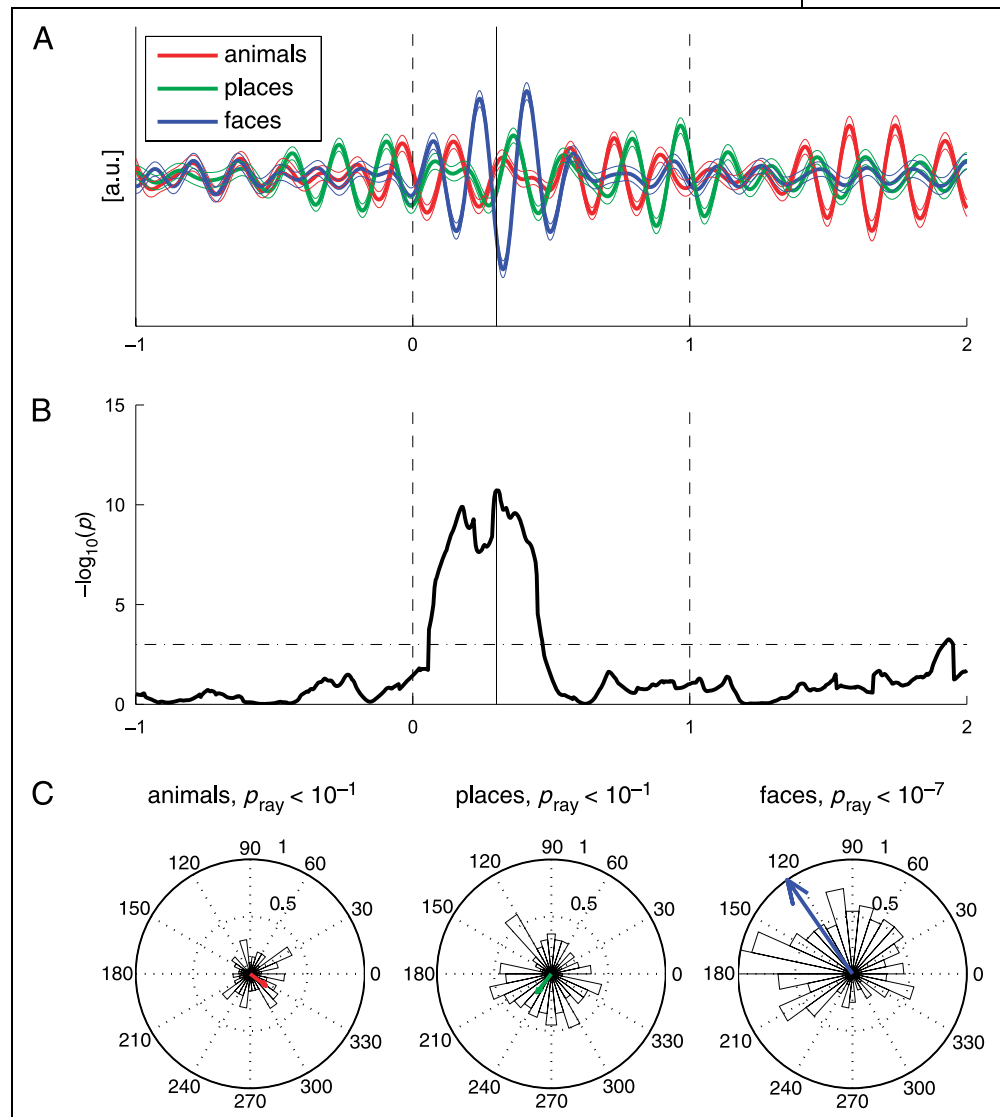 A
animals
places
faces
[a.u.]
−1 0 1 2
B
15
10
5
0
−log10(p)
−1 0 1 2
C
animals, pray < 10−1
places, pray < 10−1
faces, pray < 10−7
90 1
120 60
150 0.5 30
180 0
210 330
240 300
270
90 1
120 60
150 0.5 30
180 0
210 330
240 300
270
90 1
120 60
150 0.5 30
180 0
210 330
240 300
270